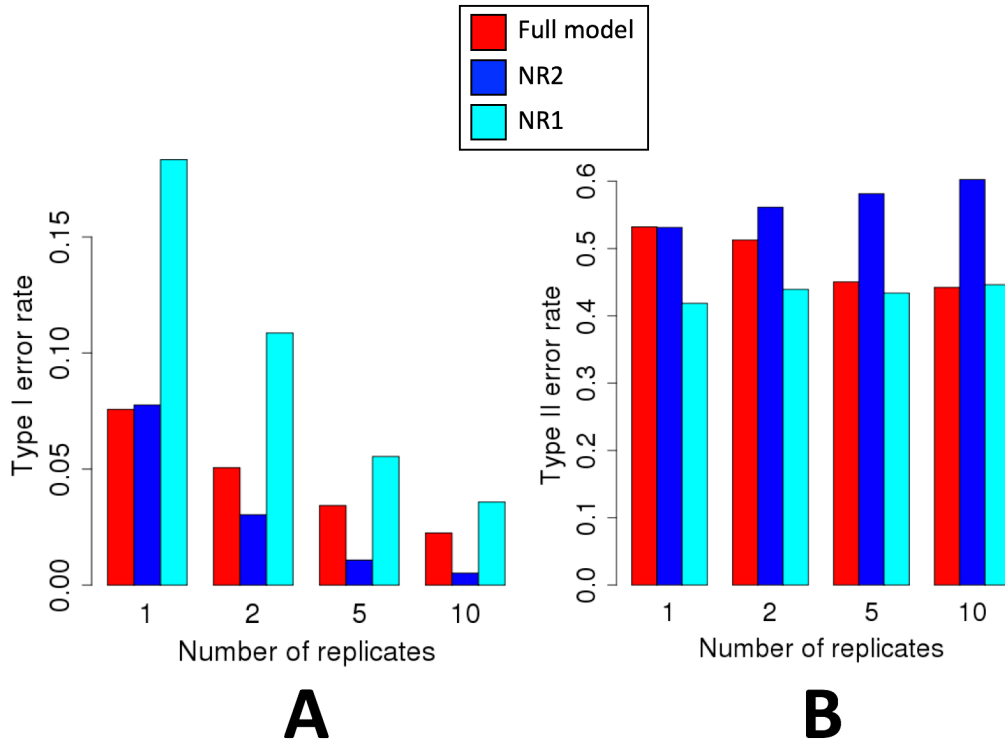 Full model
NR2
NR1
Type I error rate
0.15
0.10
0.05
0.00
1 2 5 10
Number of replicates
A
Type II error rate
0.6
0.5
0.4
0.3
0.2
0.1
0.0
1 2 5 10
Number of replicates
B